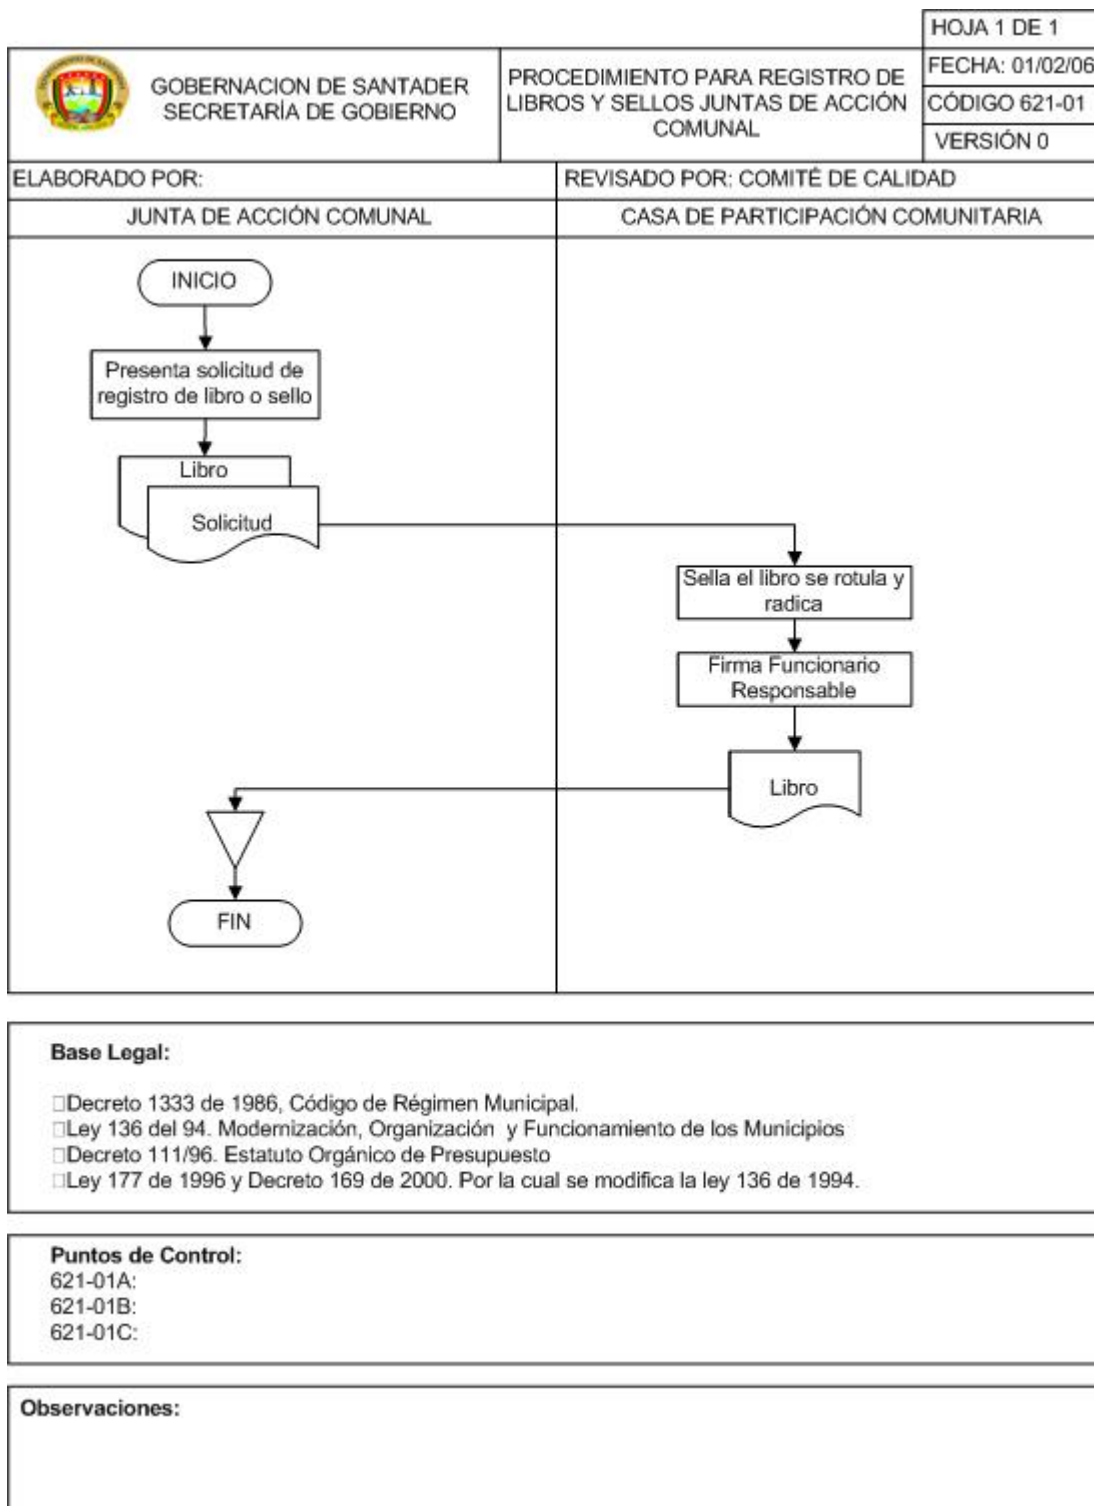 HOJA 1 DE 1
GOBERNACION DE SANTADER
SECRETARÍA DE GOBIERNO
PROCEDIMIENTO PARA REGISTRO DE
LIBROS Y SELLOS JUNTAS DE ACCIÓN
COMUNAL
FECHA: 01/02/06
CÓDIGO 621-01
VERSIÓN 0
ELABORADO POR:
REVISADO POR: COMITÉ DE CALIDAD
JUNTA DE ACCIÓN COMUNAL
CASA DE PARTICIPACIÓN COMUNITARIA
INICIO
Presenta solicitud de
registro de libro o sello
Libro
Solicitud
Sella el libro se rotula y
radica
Firma Funcionario
Responsable
Libro
FIN
Base Legal:
□Decreto 1333 de 1986, Código de Régimen Municipal.
□Ley 136 del 94. Modernización, Organización  y Funcionamiento de los Municipios
□Decreto 111/96. Estatuto Orgánico de Presupuesto
□Ley 177 de 1996 y Decreto 169 de 2000. Por la cual se modifica la ley 136 de 1994.
Puntos de Control:
621-01A:
621-01B:
621-01C:
Observaciones: